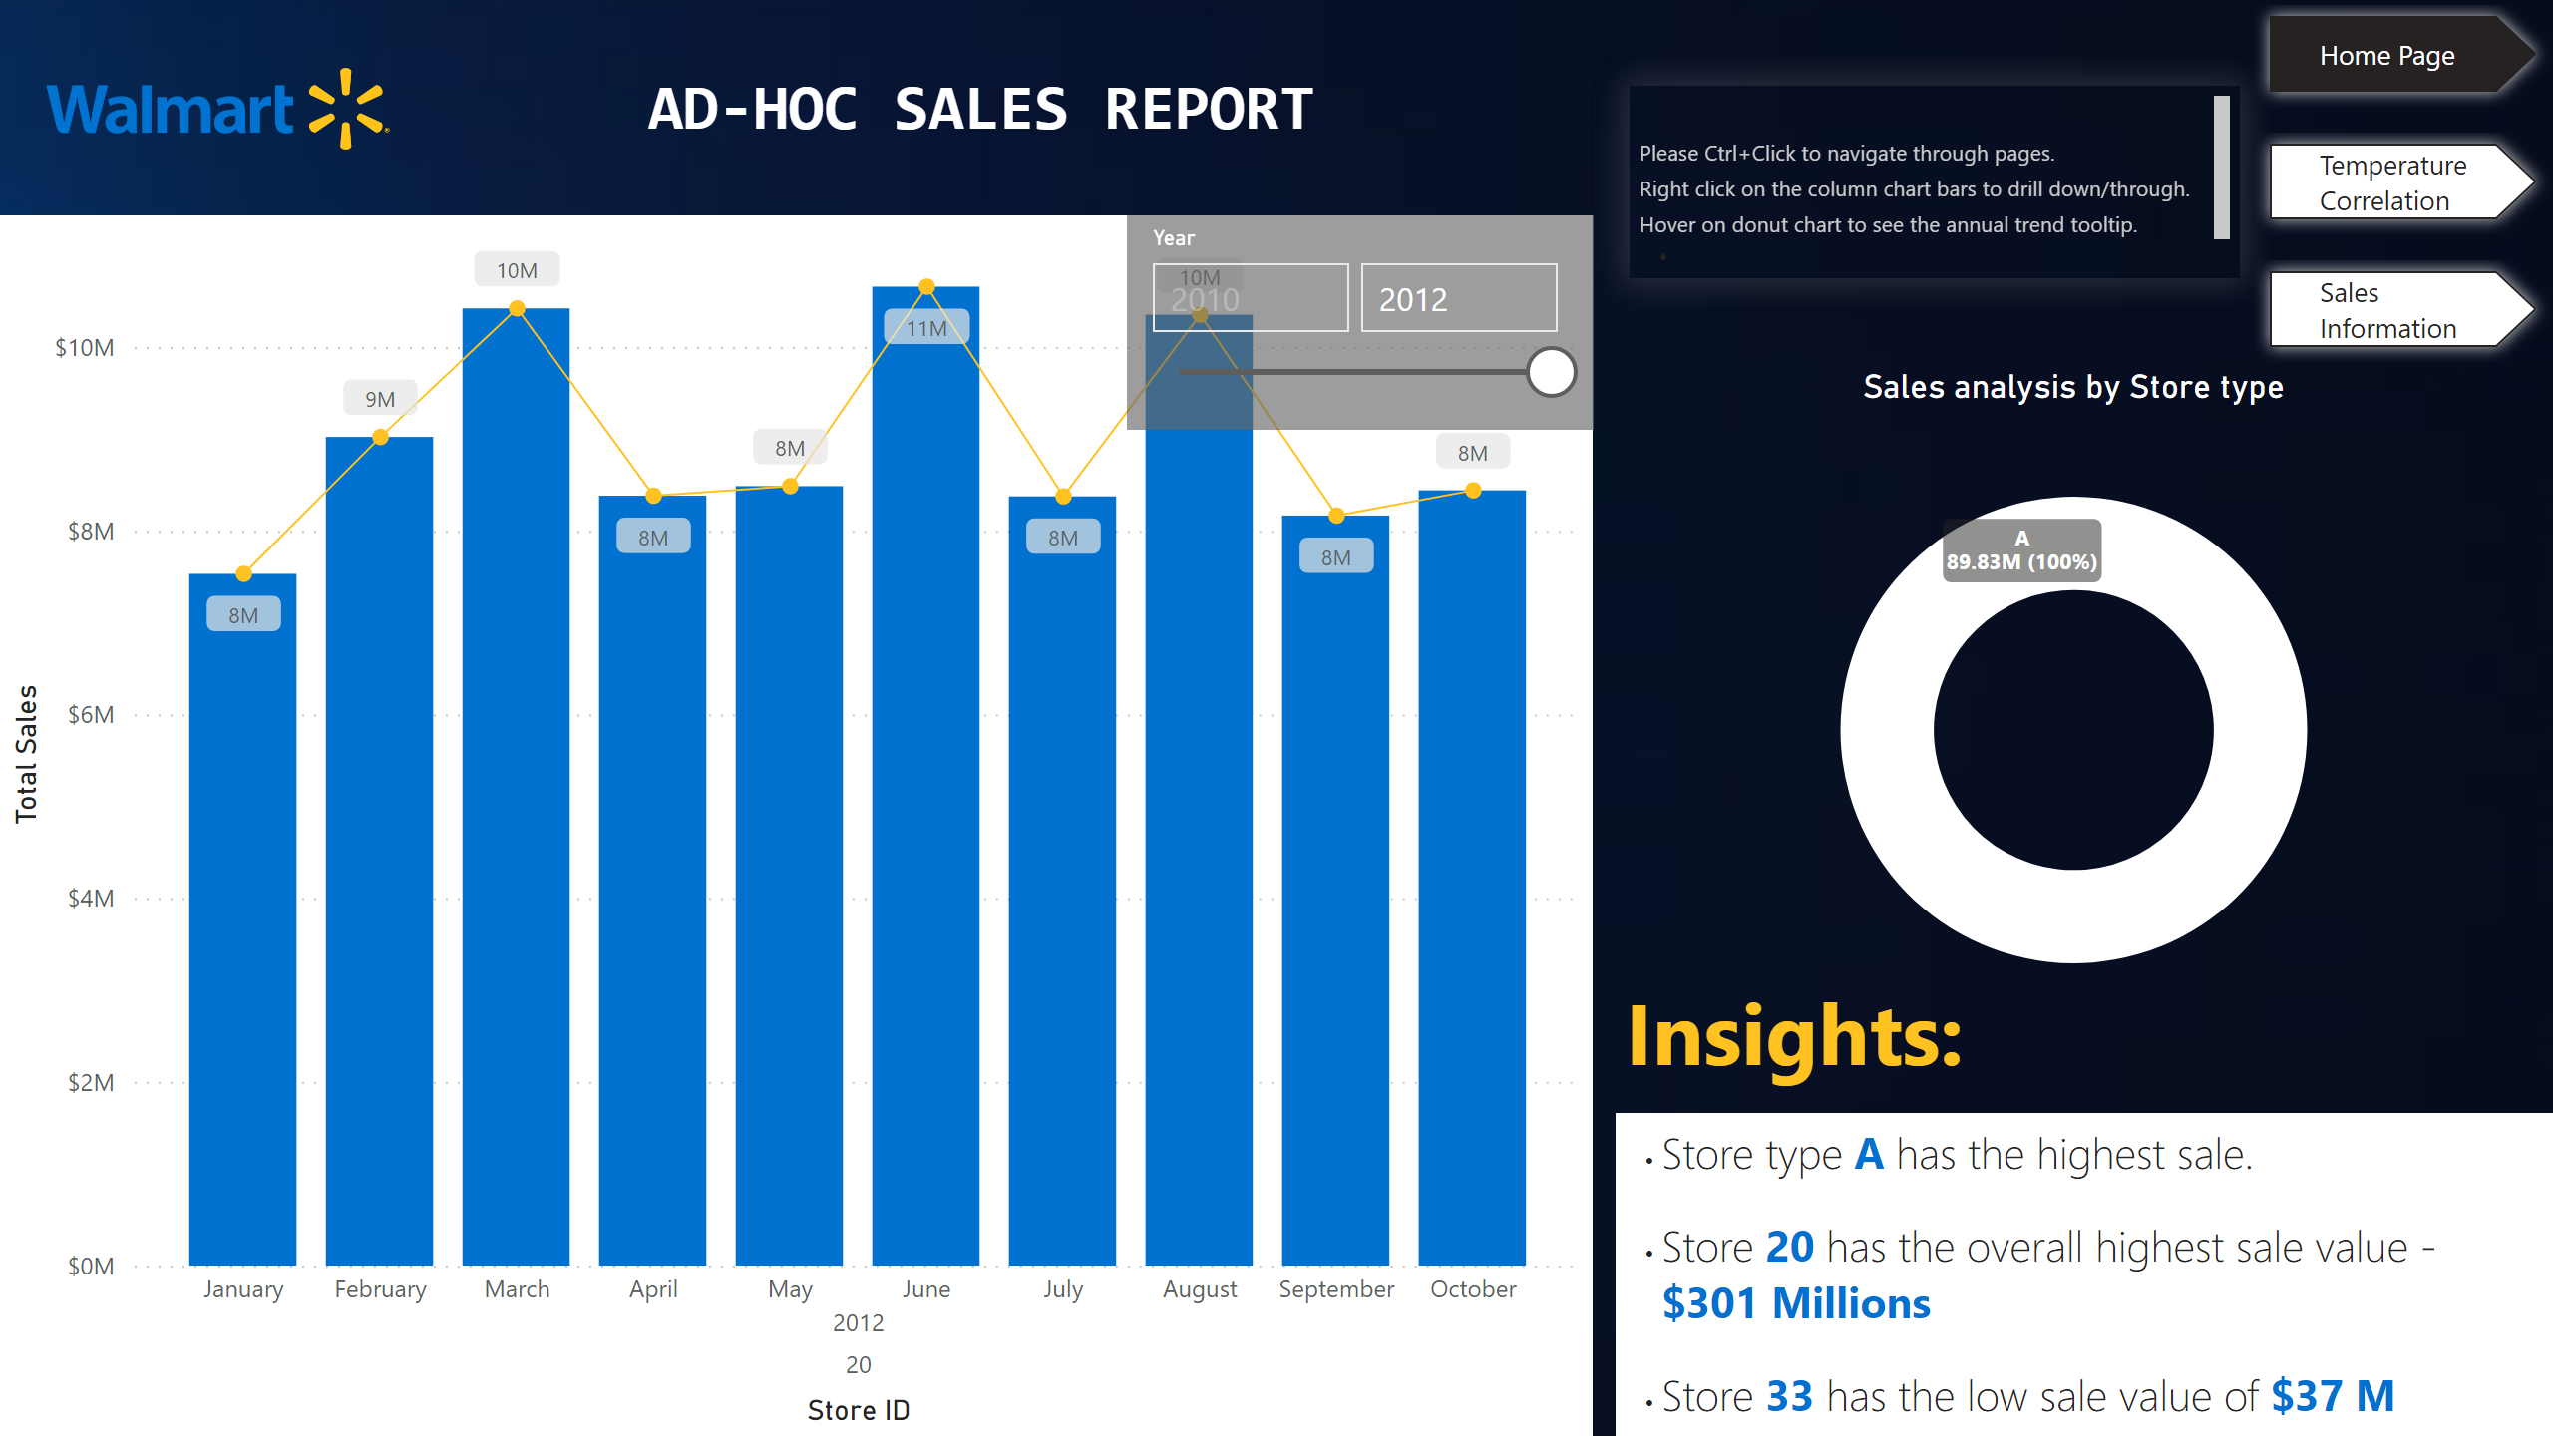 Walmart
AD-HOC SALES REPORT
Please Ctrl+Click to navigate through pages.
Right click on the column chart bars to drill down/through.
Hover on donut chart to see the annual trend tooltip.
Home Page
Temperature
Correlation
Sales
Information
Year
2010
2012
Total Sales
$10M
$8M
$6M
$4M
$2M
$0M
8M
9M
10M
8M
8M
11M
8M
10M
8M
8M
January
February
March
April
May
June
July
August
September
October
2012
20
Store ID
Sales analysis by Store type
A
89.83M (100%)
Insights:
• Store type A has the highest sale.
• Store 20 has the overall highest sale value -
$301 Millions
• Store 33 has the low sale value of $37 M